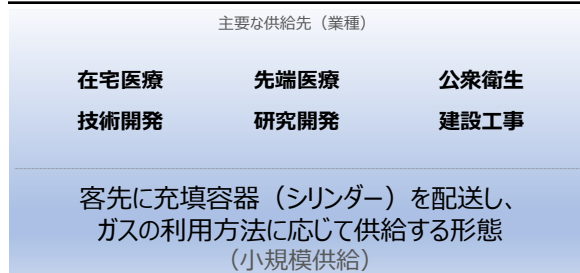 主要な供給先（業種）
在宅医療 先端医療 公衆衛生
技術開発 研究開発 建設工事
客先に充填容器（シリンダー）を配送し、
ガスの利用方法に応じて供給する形態
（小規模供給）